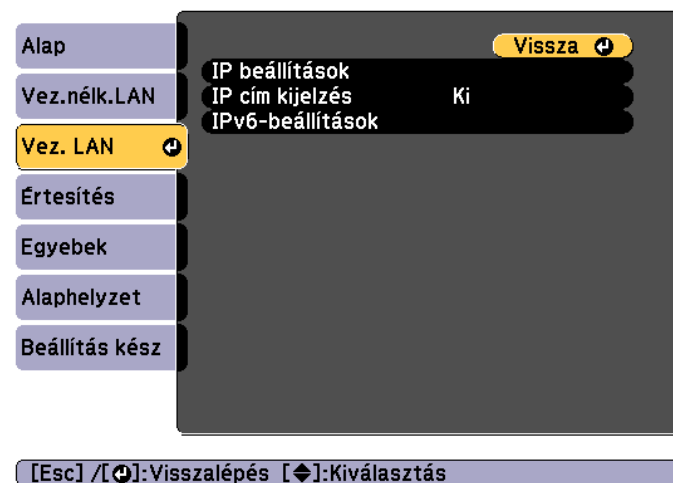 Alap
Vez.nélk.LAN
Vez. LAN
Értesítés
Egyebek
Alaphelyzet
Beállítás kész
Vissza
IP beállítások
IP cím kijelzés Ki
IPv6-beállítások
[Esc] /[⏎]:Visszalépés [◆]:Kiválasztás